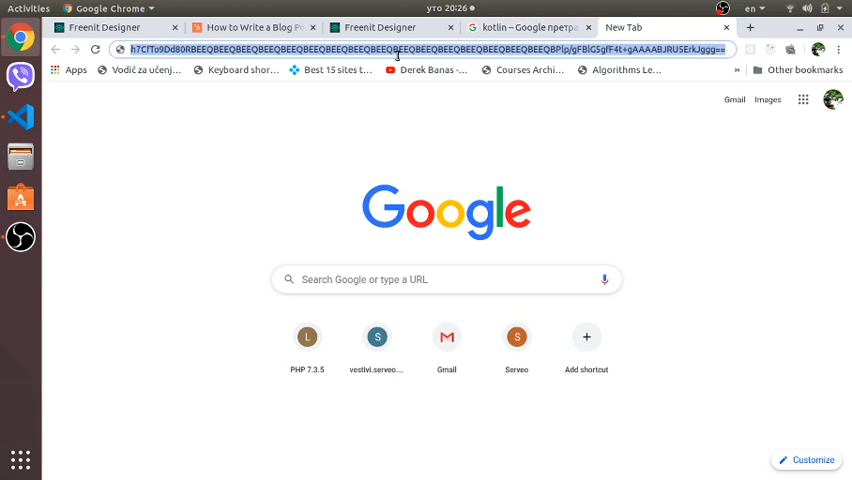 Activities Google Chrome уто 20:26 en
Freenit Designer How to Write a Blog Po Freenit Designer kotlin – Google претра New Tab
h7CfTo9Dd80RBEEQBEEQBEEQBEEQBEEQBEEQBEEQBEEQBEEQBEEQBEEQBEEQBEEQBEEQBEEQBPlp/gFBlG5gfF4t+gAAAABJRUSErkJggg==
Apps Vodič za učenj... Keyboard shor... Best 15 sites t... Derek Banas -... Courses Archi... Algorithms Le... » Other bookmarks
Gmail Images
Google
Search Google or type a URL
L S S
PHP 7.3.5 vestivi.serveo... Gmail Serveo Add shortcut
Customize